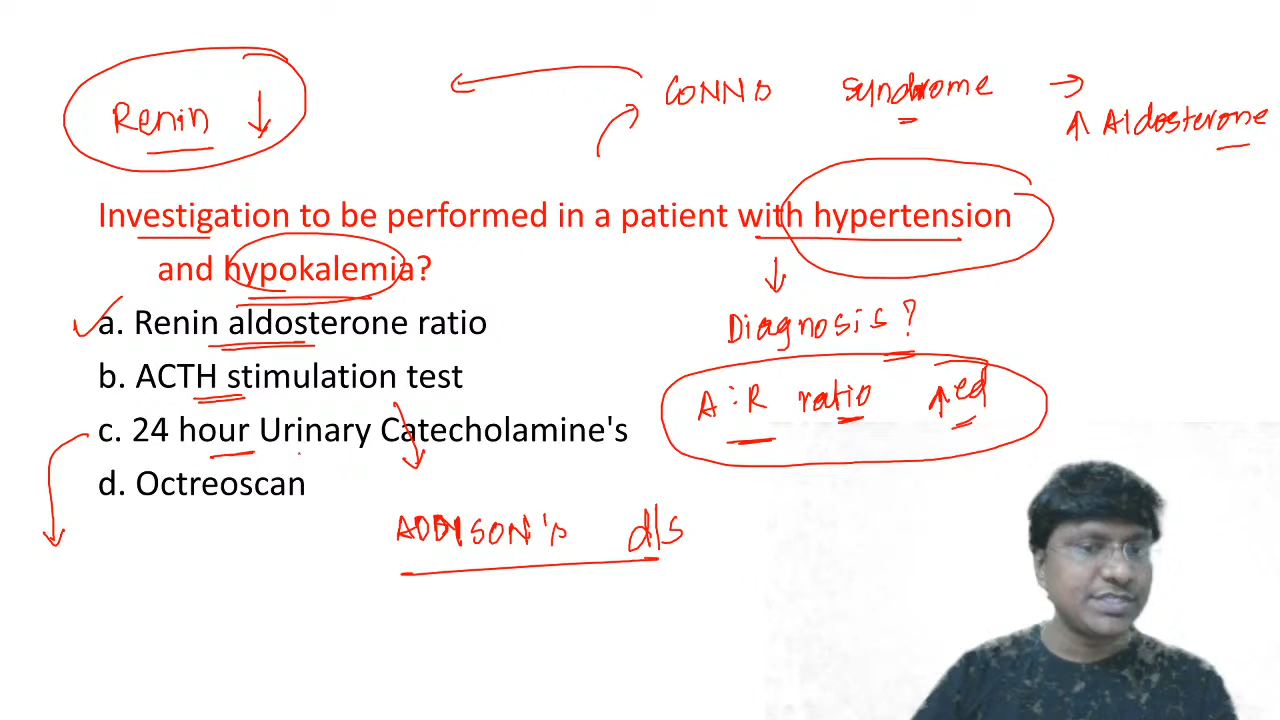 Renin ↓
CONNS syndrome →
↑ Aldosterone
Investigation to be performed in a patient with hypertension
and hypokalemia?
a. Renin aldosterone ratio
b. ACTH stimulation test
c. 24 hour Urinary Catecholamine's
d. Octreoscan
Diagnosis?
A:R ratio ↑ed
ADDISON's d/s